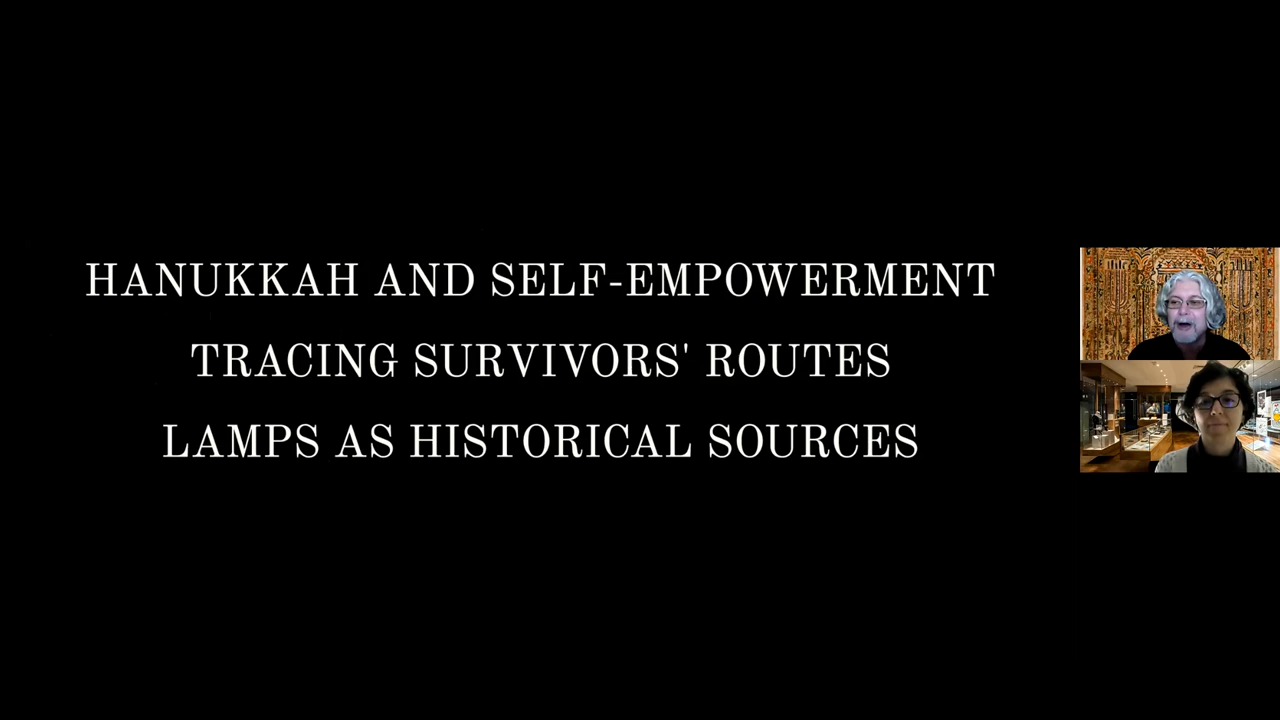 HANUKKAH AND SELF-EMPOWERMENT
TRACING SURVIVORS' ROUTES
LAMPS AS HISTORICAL SOURCES